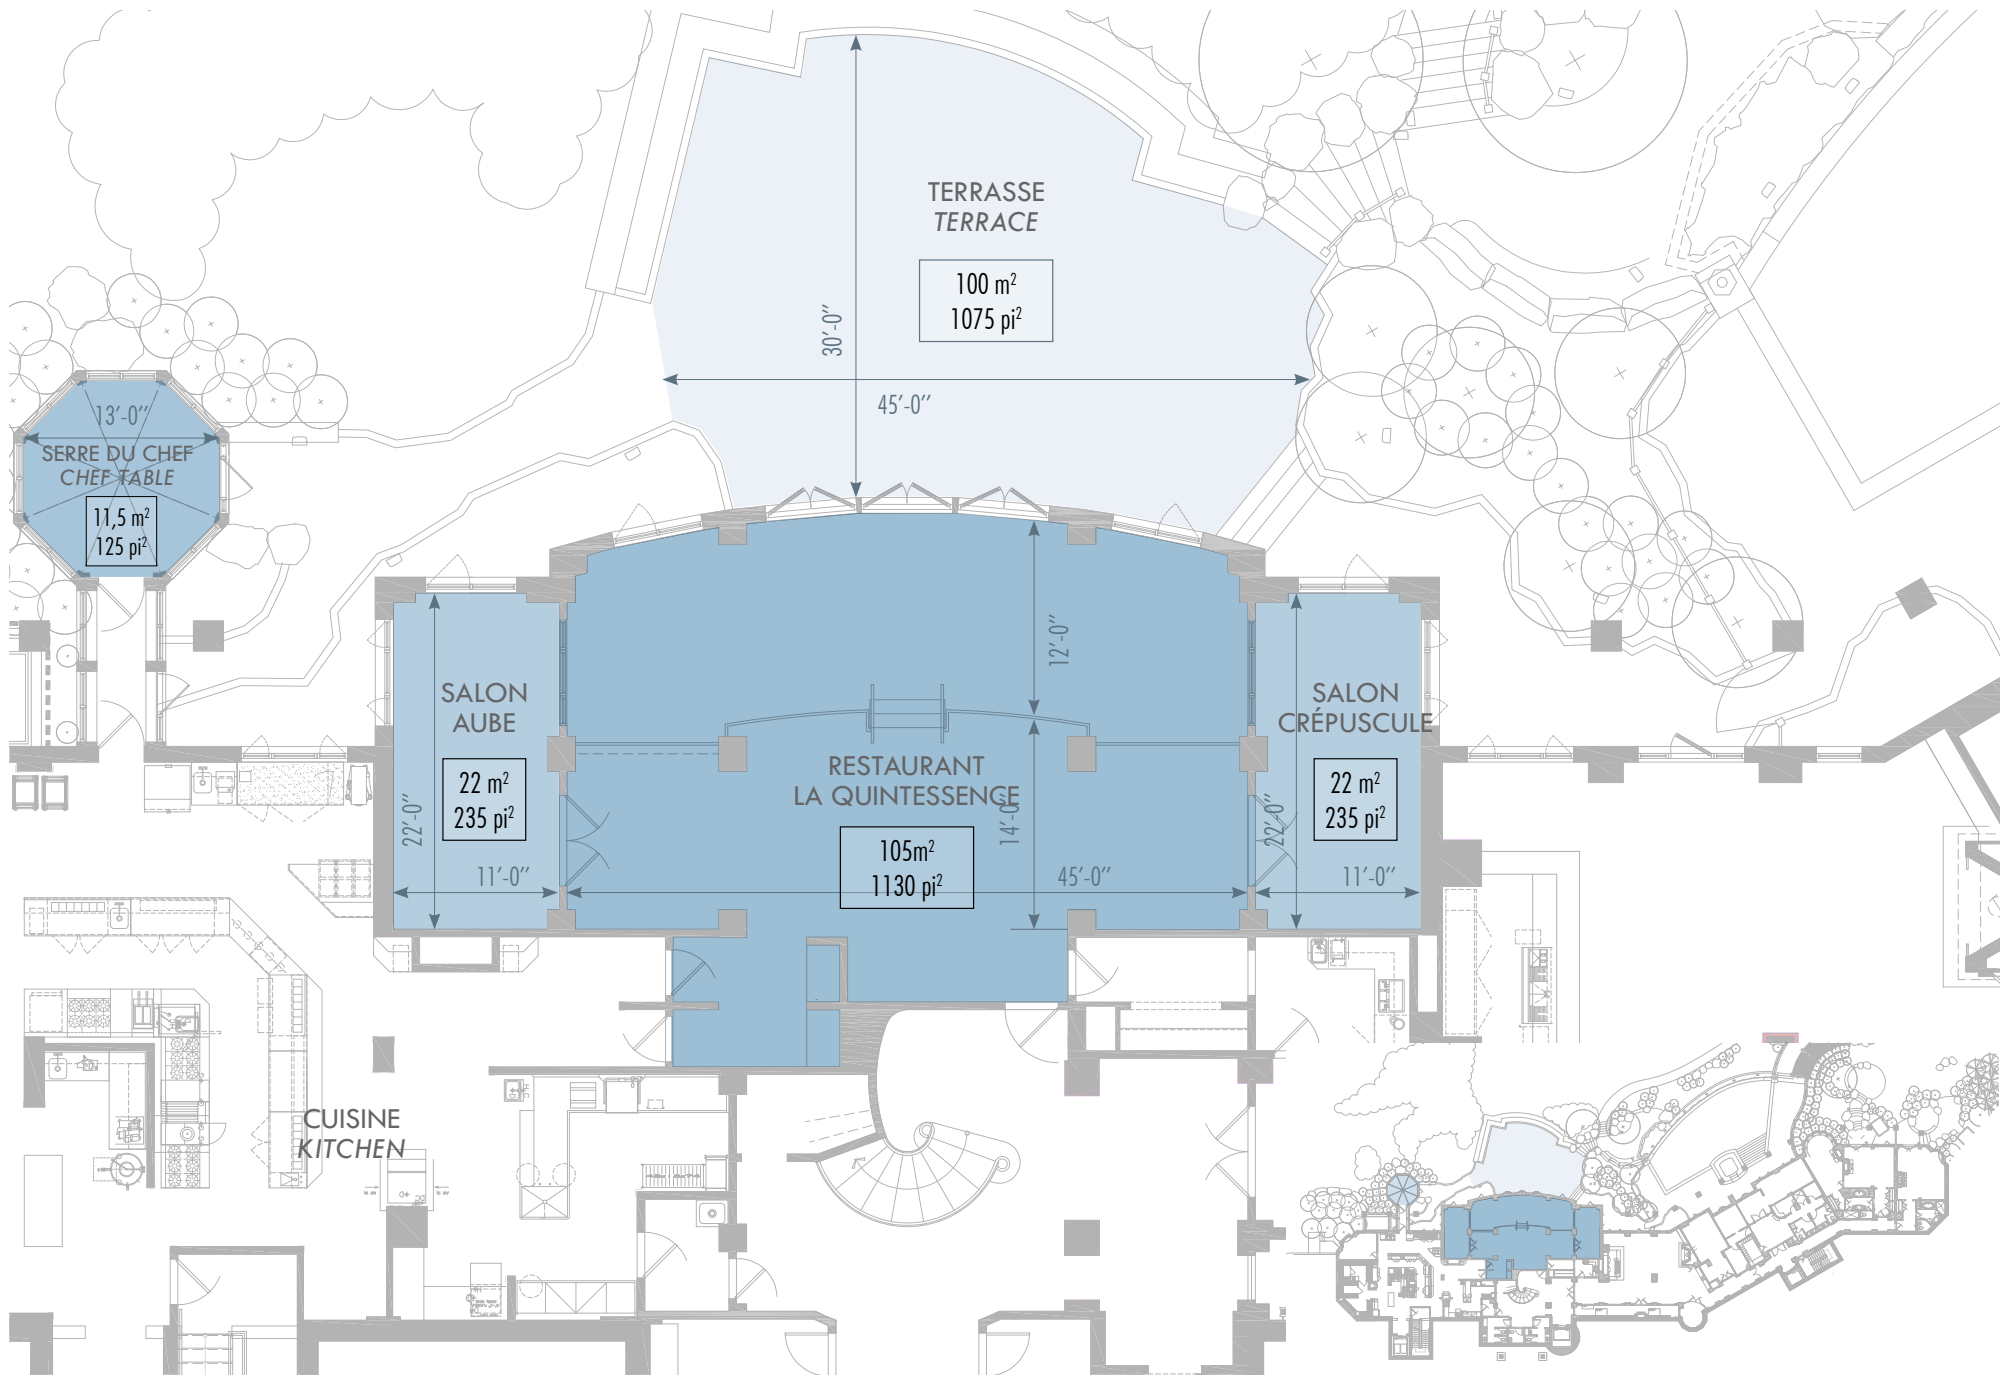 TERRASSE
TERRACE
100 m²
1075 pi²
30'-0''
45'-0''
13'-0''
SERRE DU CHEF
CHEF TABLE
11,5 m²
125 pi²
12'-0''
SALON
AUBE
22 m²
235 pi²
22'-0''
11'-0''
RESTAURANT
LA QUINTESSENCE
105m²
1130 pi²
14'-0''
45'-0''
SALON
CRÉPUSCULE
22 m²
235 pi²
22'-0''
11'-0''
CUISINE
KITCHEN